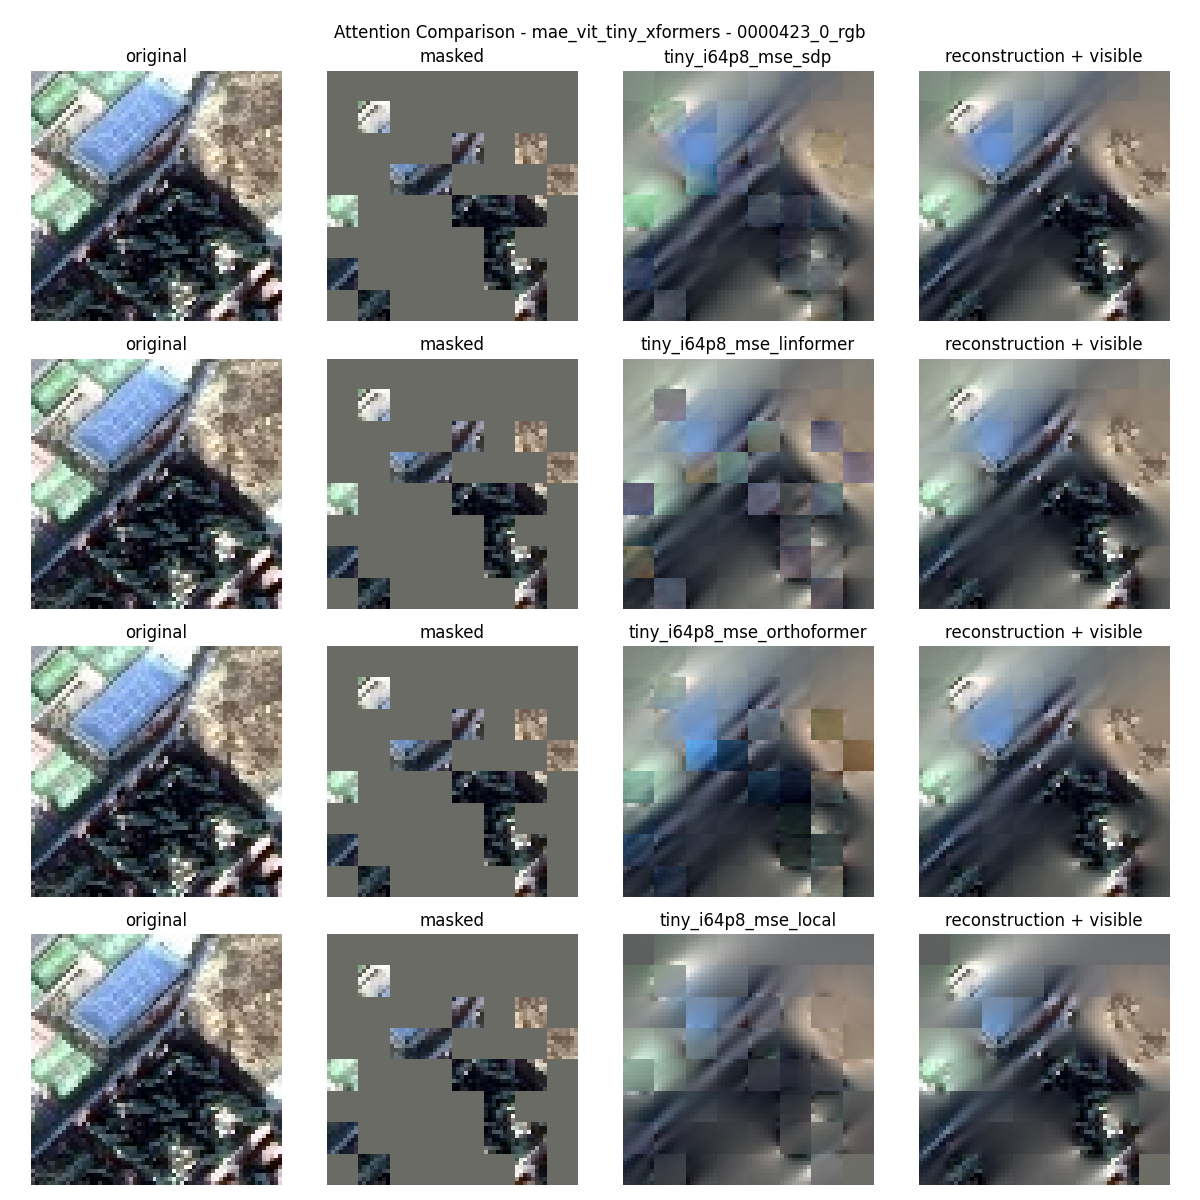 Attention Comparison - mae_vit_tiny_xformers - 0000423_0_rgb
original masked tiny_i64p8_mse_sdp reconstruction + visible
original masked tiny_i64p8_mse_linformer reconstruction + visible
original masked tiny_i64p8_mse_orthoformer reconstruction + visible
original masked tiny_i64p8_mse_local reconstruction + visible